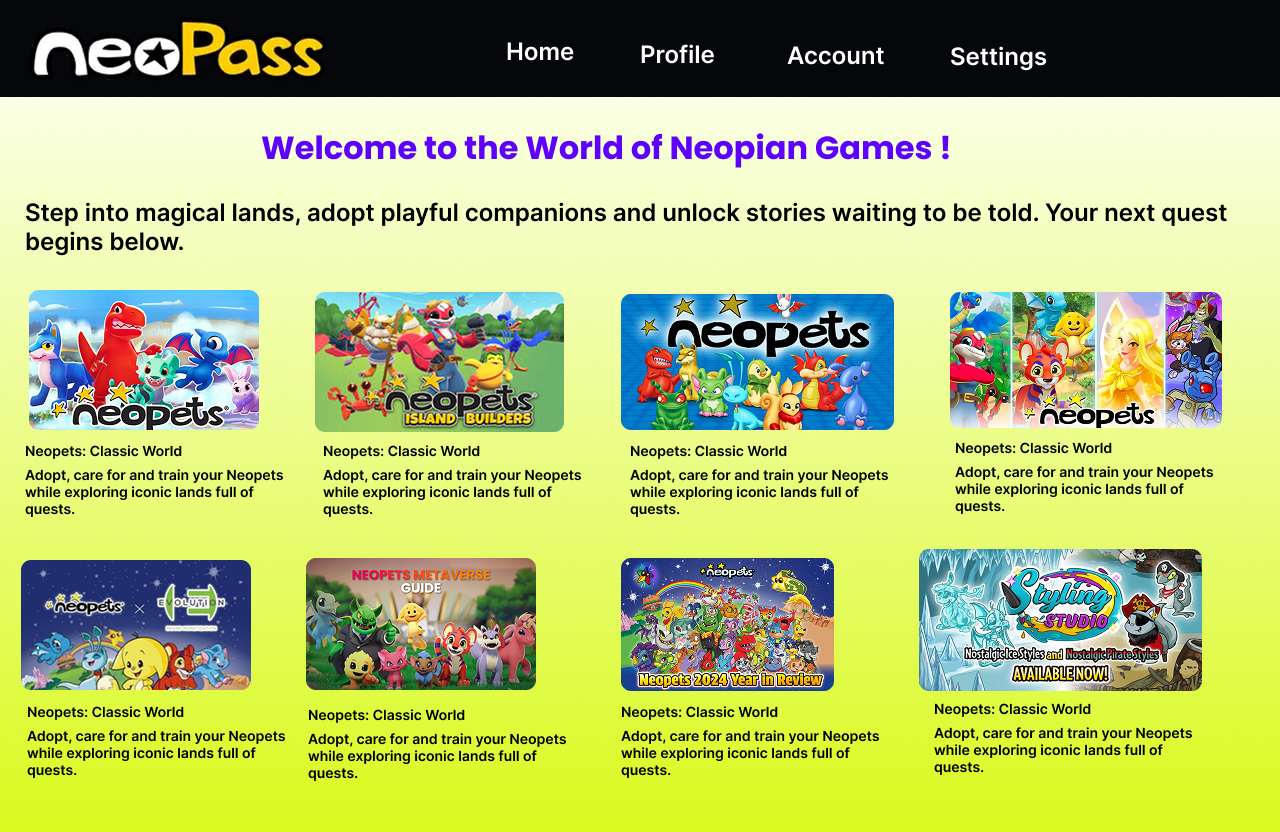 neoPass
Home Profile Account Settings
Welcome to the World of Neopian Games !
Step into magical lands, adopt playful companions and unlock stories waiting to be told. Your next quest
begins below.
neopets
neopets
ISLAND BUILDERS
neopets
neopets
Neopets: Classic World
Adopt, care for and train your Neopets
while exploring iconic lands full of
quests.
Neopets: Classic World
Adopt, care for and train your Neopets
while exploring iconic lands full of
quests.
Neopets: Classic World
Adopt, care for and train your Neopets
while exploring iconic lands full of
quests.
Neopets: Classic World
Adopt, care for and train your Neopets
while exploring iconic lands full of
quests.
neopets x EVOLUTION
NEOPETS METAVERSE
GUIDE
neopets
Neopets 2024 Year in Review
Styling
STUDIO
Nostalgic Ice Styles and Nostalgic Pirate Styles
AVAILABLE NOW!
Neopets: Classic World
Adopt, care for and train your Neopets
while exploring iconic lands full of
quests.
Neopets: Classic World
Adopt, care for and train your Neopets
while exploring iconic lands full of
quests.
Neopets: Classic World
Adopt, care for and train your Neopets
while exploring iconic lands full of
quests.
Neopets: Classic World
Adopt, care for and train your Neopets
while exploring iconic lands full of
quests.